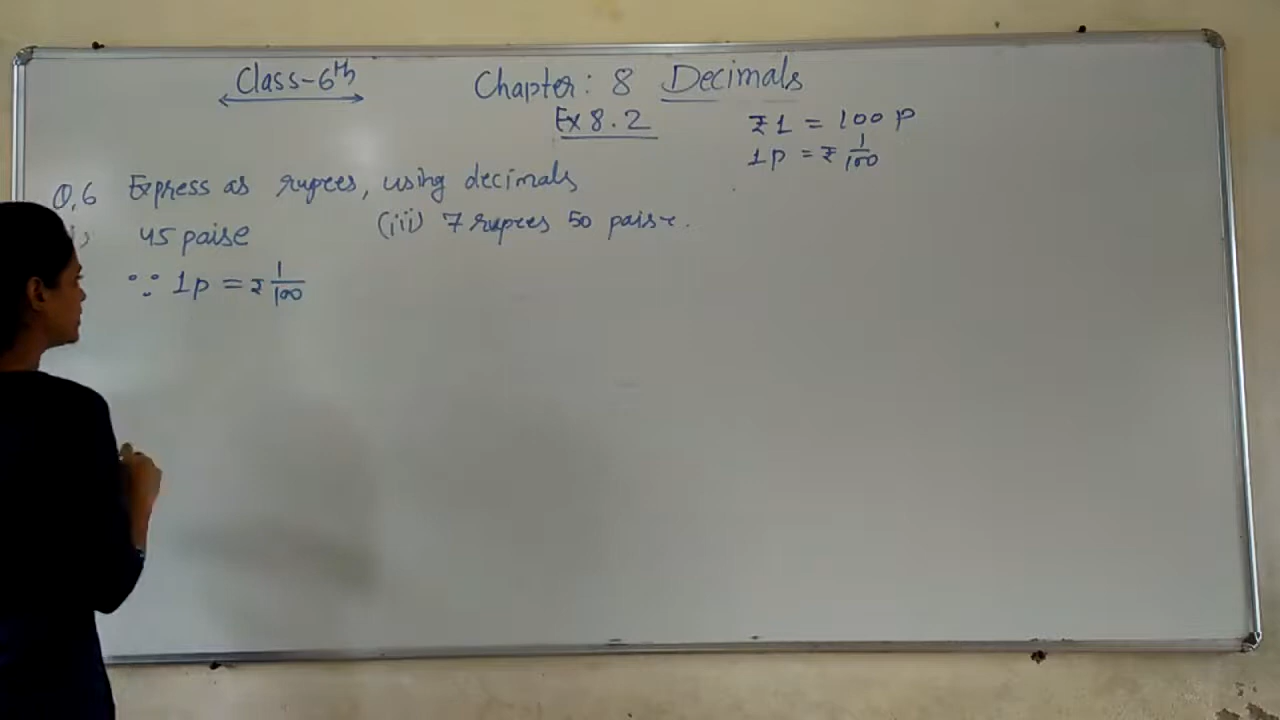 Class-6th
Chapter: 8 Decimals
Ex 8.2
₹1 = 100 P
1p = ₹ 1/100
Q.6 Express as rupees, using decimals
45 paise
(iii) 7 rupees 50 paise.
∵ 1p = ₹ 1/100